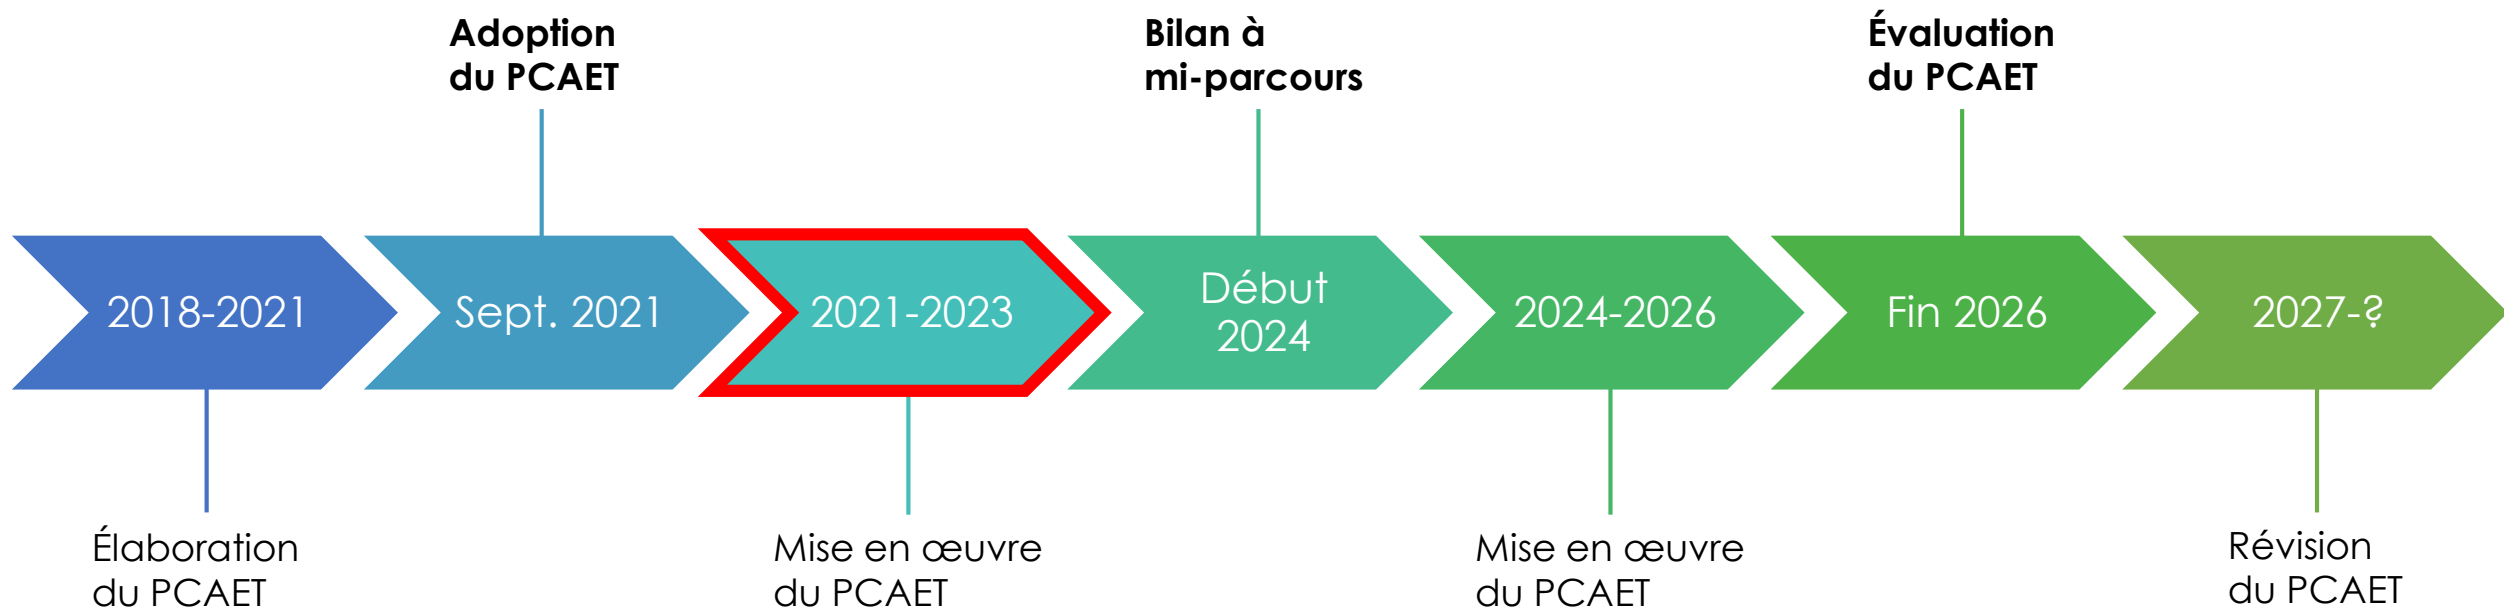 Adoption
du PCAET
Bilan à
mi-parcours
Évaluation
du PCAET
2018-2021
Sept. 2021
2021-2023
Début
2024
2024-2026
Fin 2026
2027-?
Élaboration
du PCAET
Mise en œuvre
du PCAET
Mise en œuvre
du PCAET
Révision
du PCAET